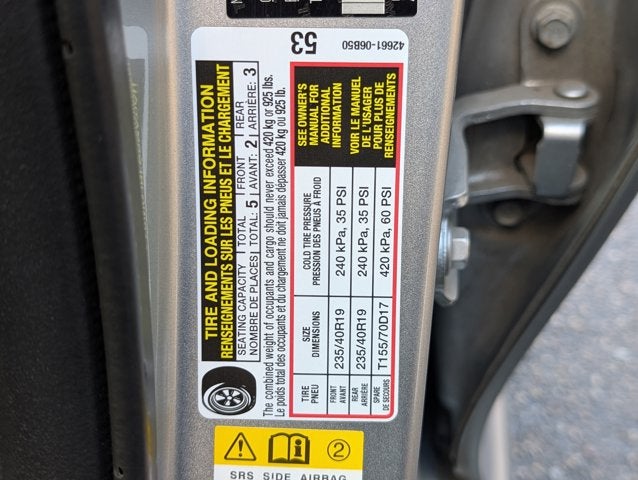 TIRE AND LOADING INFORMATION
RENSEIGNEMENTS SUR LES PNEUS ET LE CHARGEMENT
SEATING CAPACITY | TOTAL | FRONT | REAR
NOMBRE DE PLACES | TOTAL: 5 | AVANT: 2 | ARRIÈRE: 3
The combined weight of occupants and cargo should never exceed 420 kg or 925 lbs.
Le poids total des occupants et du chargement ne doit jamais dépasser 420 kg ou 925 lb.
TIRE PNEU
SIZE DIMENSIONS
COLD TIRE PRESSURE PRESSION DES PNEUS À FROID
FRONT AVANT 235/40R19 240 kPa, 35 PSI
REAR ARRIÈRE 235/40R19 240 kPa, 35 PSI
SPARE DE SECOURS T155/70D17 420 kPa, 60 PSI
SEE OWNER'S
MANUAL FOR
ADDITIONAL
INFORMATION
VOIR LE MANUEL
DE L'USAGER
POUR PLUS DE
RENSEIGNEMENTS
53
42661-06B50
2
SRS SIDE AIRBAG